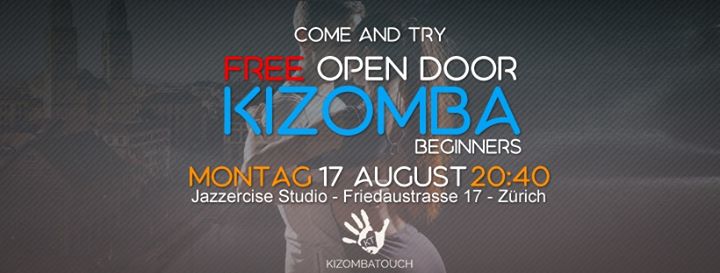 COME AND TRY
FREE OPEN DOOR
KIZOMBA
BEGINNERS
MONTAG 17 AUGUST 20:40
Jazzercise Studio - Friedaustrasse 17 - Zürich
KT
KIZOMBATOUCH